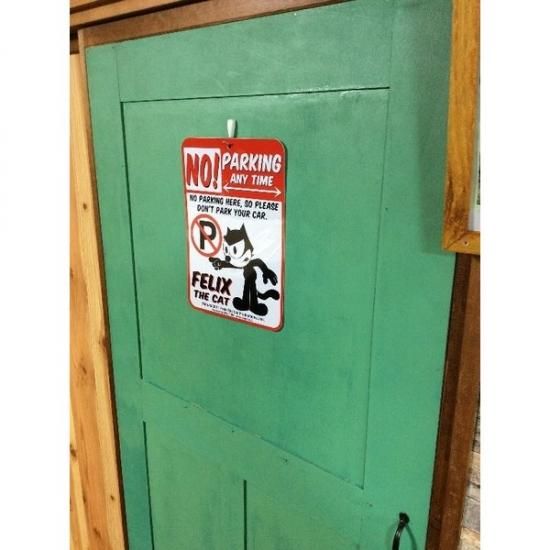 NO! PARKING
ANY TIME
NO PARKING HERE, SO PLEASE
DON'T PARK YOUR CAR.
P
FELIX
THE CAT